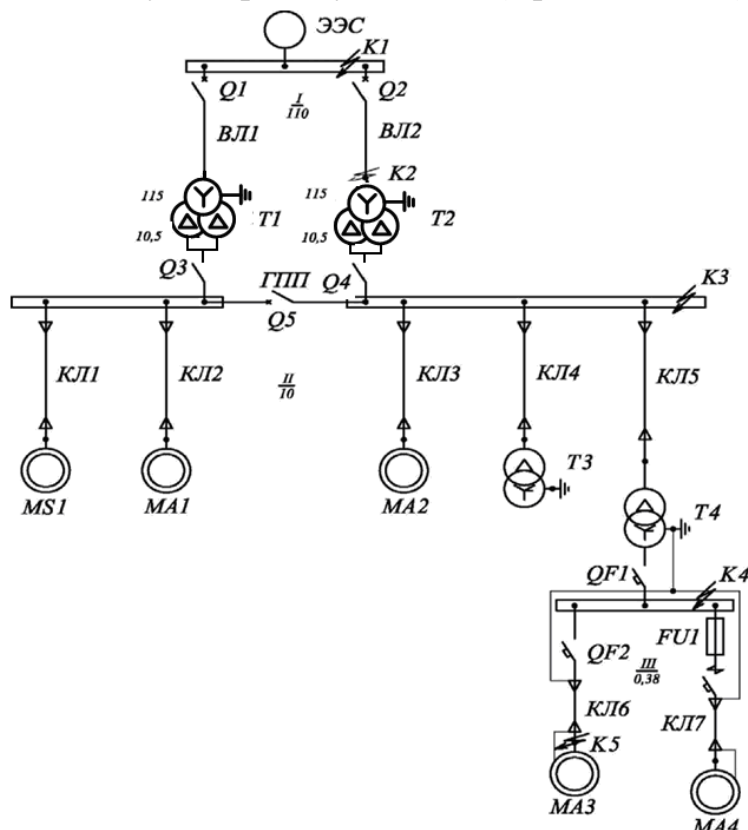 ЭЭС
K1
Q1
I/110
Q2
ВЛ1
ВЛ2
K2
115
T1
115
T2
10,5
10,5
Q3
ГПП
Q4
K3
Q5
КЛ1
КЛ2
II/10
КЛ3
КЛ4
КЛ5
T3
MS1
MA1
MA2
T4
QF1
K4
FU1
QF2
III/0,38
КЛ6
КЛ7
K5
MA3
MA4